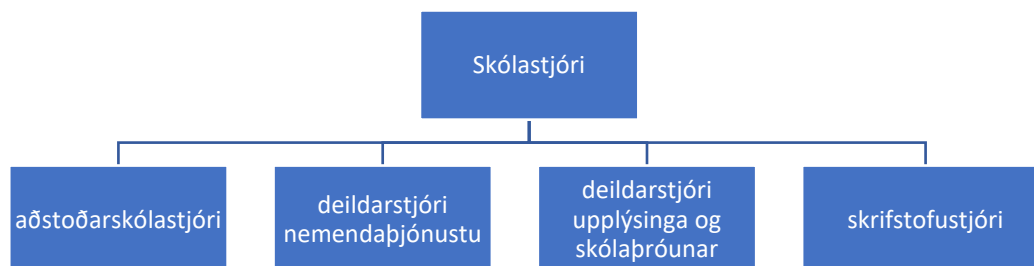 Skólastjóri
aðstoðarskólastjóri
deildarstjóri
nemendaþjónustu
deildarstjóri
upplýsinga og
skólaþróunar
skrifstofustjóri